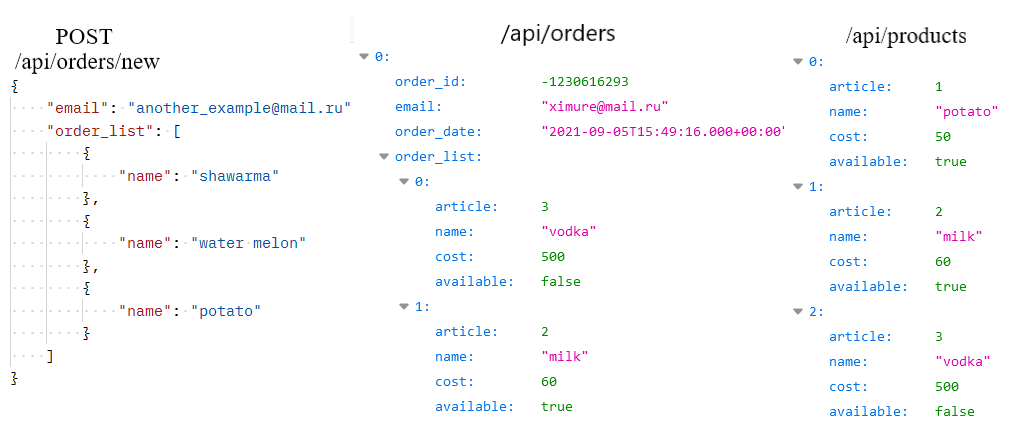 POST
/api/orders/new
{
"email": "another_example@mail.ru"
"order_list": [
{
"name": "shawarma"
},
{
"name": "water melon"
},
{
"name": "potato"
}
]
}
/api/orders
0:
order_id: -1230616293
email: "ximure@mail.ru"
order_date: "2021-09-05T15:49:16.000+00:00'
order_list:
0:
article: 3
name: "vodka"
cost: 500
available: false
1:
article: 2
name: "milk"
cost: 60
available: true
/api/products
0:
article: 1
name: "potato"
cost: 50
available: true
1:
article: 2
name: "milk"
cost: 60
available: true
2:
article: 3
name: "vodka"
cost: 500
available: false